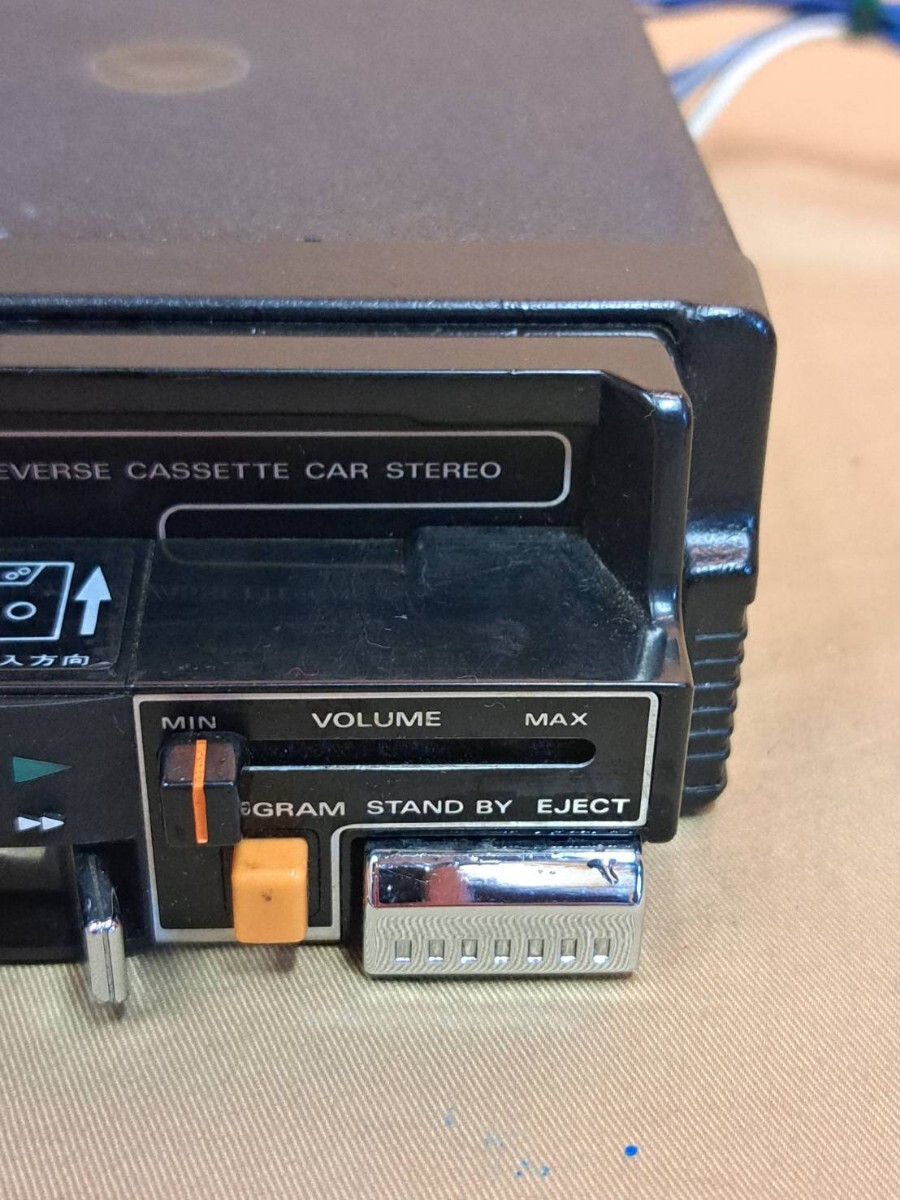 EVERSE CASSETTE CAR STEREO
入方向
MIN VOLUME MAX
GRAM STAND BY EJECT